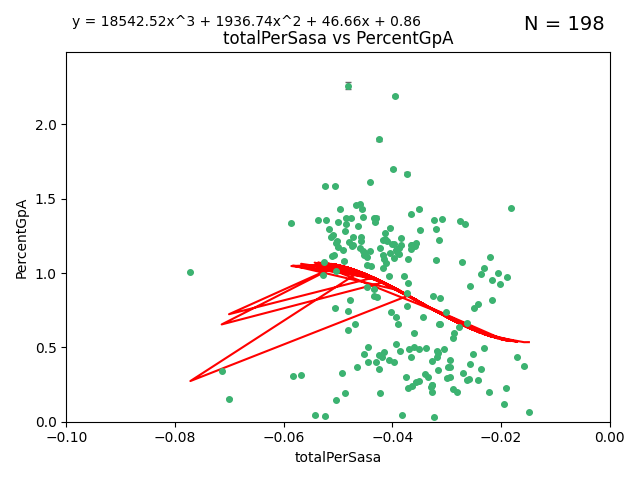 y = 18542.52x^3 + 1936.74x^2 + 46.66x + 0.86
N = 198
totalPerSasa vs PercentGpA
PercentGpA
2.0
1.5
1.0
0.5
0.0
−0.10
−0.08
−0.06
−0.04
−0.02
0.00
totalPerSasa